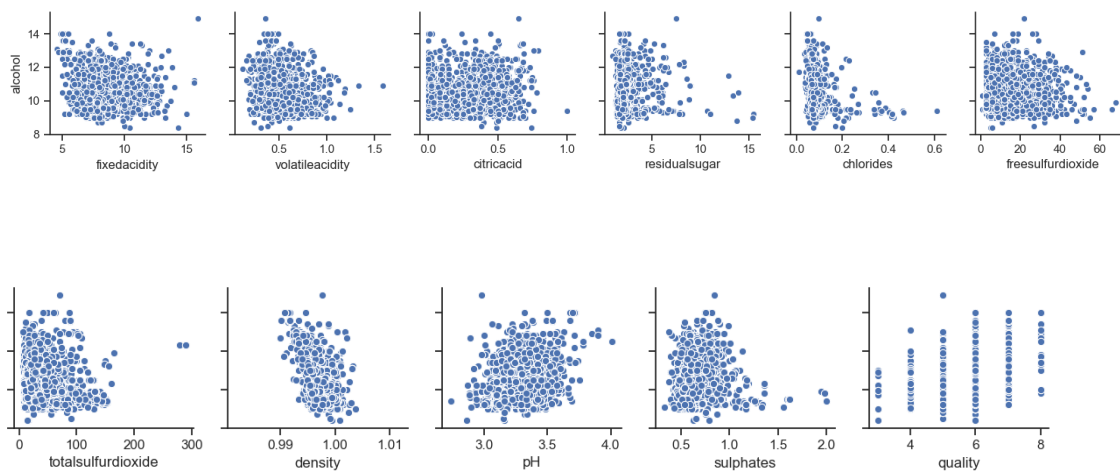 alcohol
14
12
10
8
5 10 15
fixedacidity
0.5 1.0 1.5
volatileacidity
0.0 0.5 1.0
citricacid
5 10 15
residualsugar
0.0 0.2 0.4 0.6
chlorides
0 20 40 60
freesulfurdioxide
0 100 200 300
totalsulfurdioxide
0.99 1.00 1.01
density
3.0 3.5 4.0
pH
0.5 1.0 1.5 2.0
sulphates
4 6 8
quality